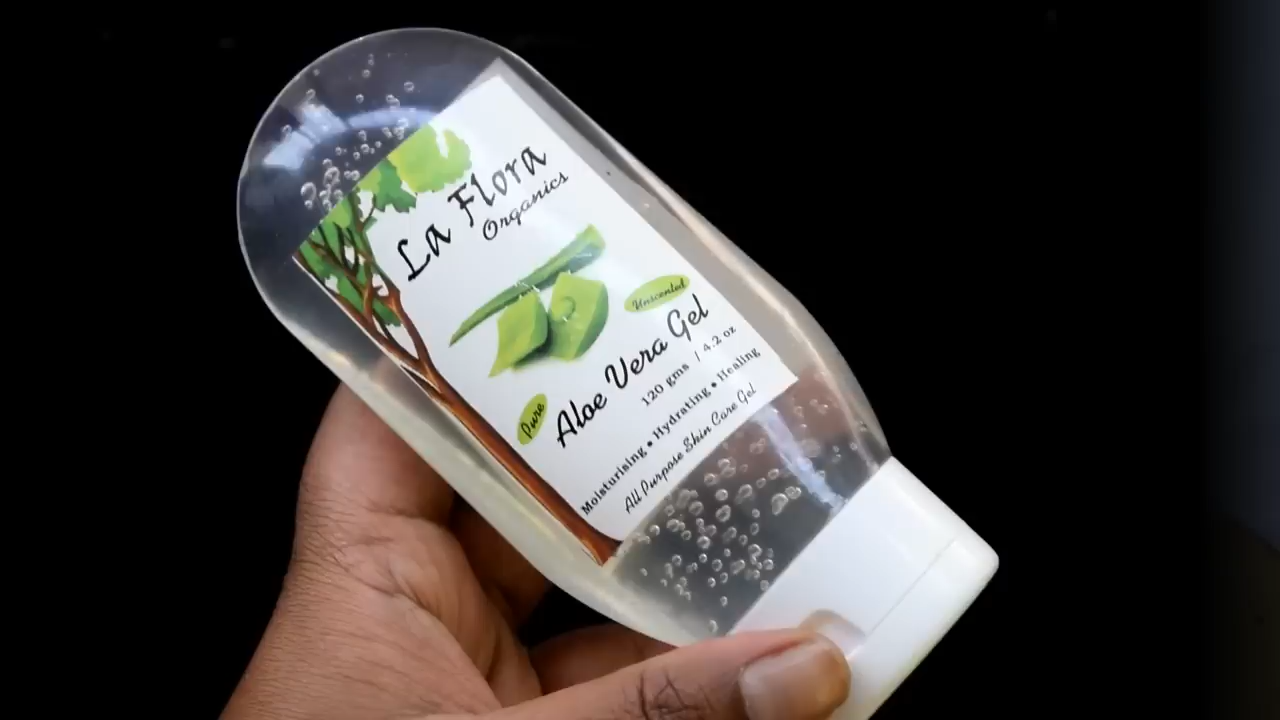 La Flora
Organics
Unscented
Pure
Aloe Vera Gel
120 gms / 4.2 oz
Moisturising • Hydrating • Healing
All Purpose Skin Care Gel